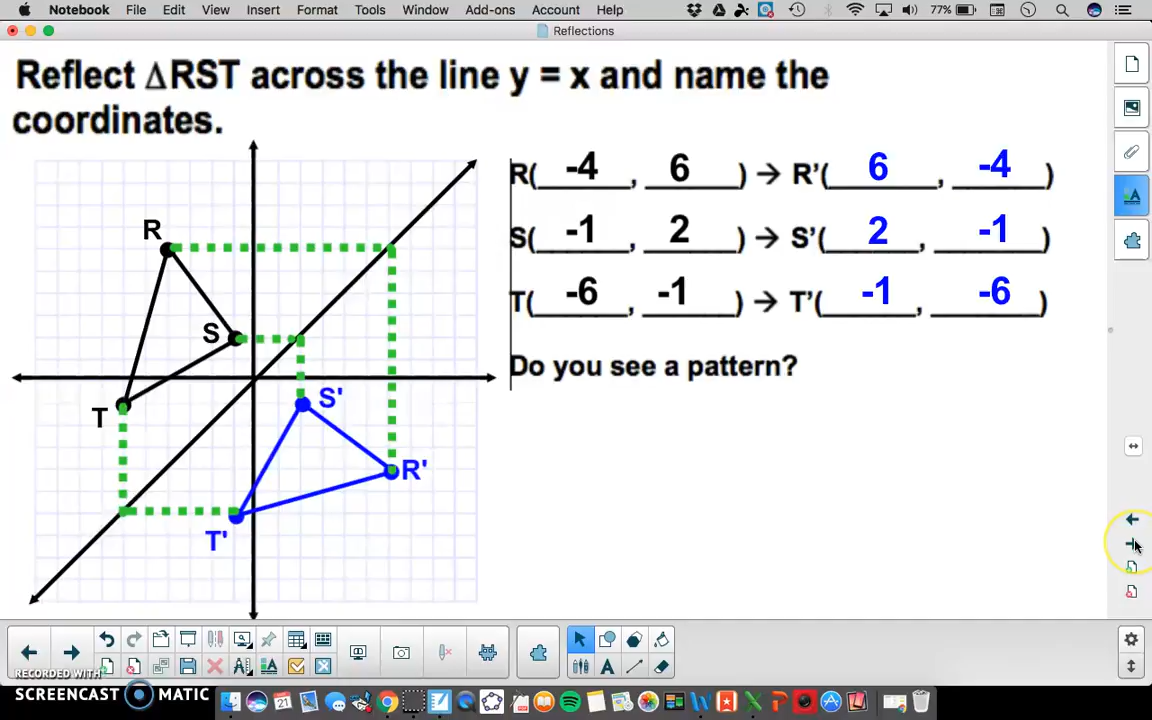 Notebook File Edit View Insert Format Tools Window Add-ons Account Help 77%
Reflections
Reflect ΔRST across the line y = x and name the
coordinates.
R( -4 , 6 ) → R'( 6 , -4 )
S( -1 , 2 ) → S'( 2 , -1 )
T( -6 , -1 ) → T'( -1 , -6 )
Do you see a pattern?
R
S
T
S'
R'
T'
RECORDED WITH
SCREENCAST MATIC